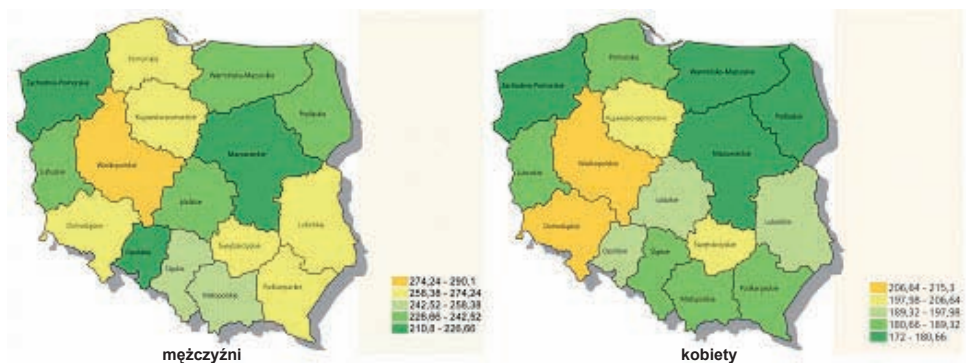 Pomorskie
Zachodnio-Pomorskie
Warmińsko-Mazurskie
Podlaskie
Kujawsko-pomorskie
Mazowieckie
Wielkopolskie
Lubuskie
Łódzkie
Dolnośląskie
Lubelskie
Opolskie
Śląskie
Świętokrzyskie
Małopolskie
Podkarpackie
274,24 - 290,1
258,38 - 274,24
242,52 - 258,38
226,66 - 242,52
210,8 - 226,66
mężczyźni
Pomorskie
Zachodnio-Pomorskie
Warmińsko-Mazurskie
Podlaskie
Kujawsko-pomorskie
Mazowieckie
Wielkopolskie
Lubuskie
Łódzkie
Dolnośląskie
Lubelskie
Opolskie
Śląskie
Świętokrzyskie
Małopolskie
Podkarpackie
206,64 - 215,3
197,98 - 206,64
189,32 - 197,98
180,66 - 189,32
172 - 180,66
kobiety